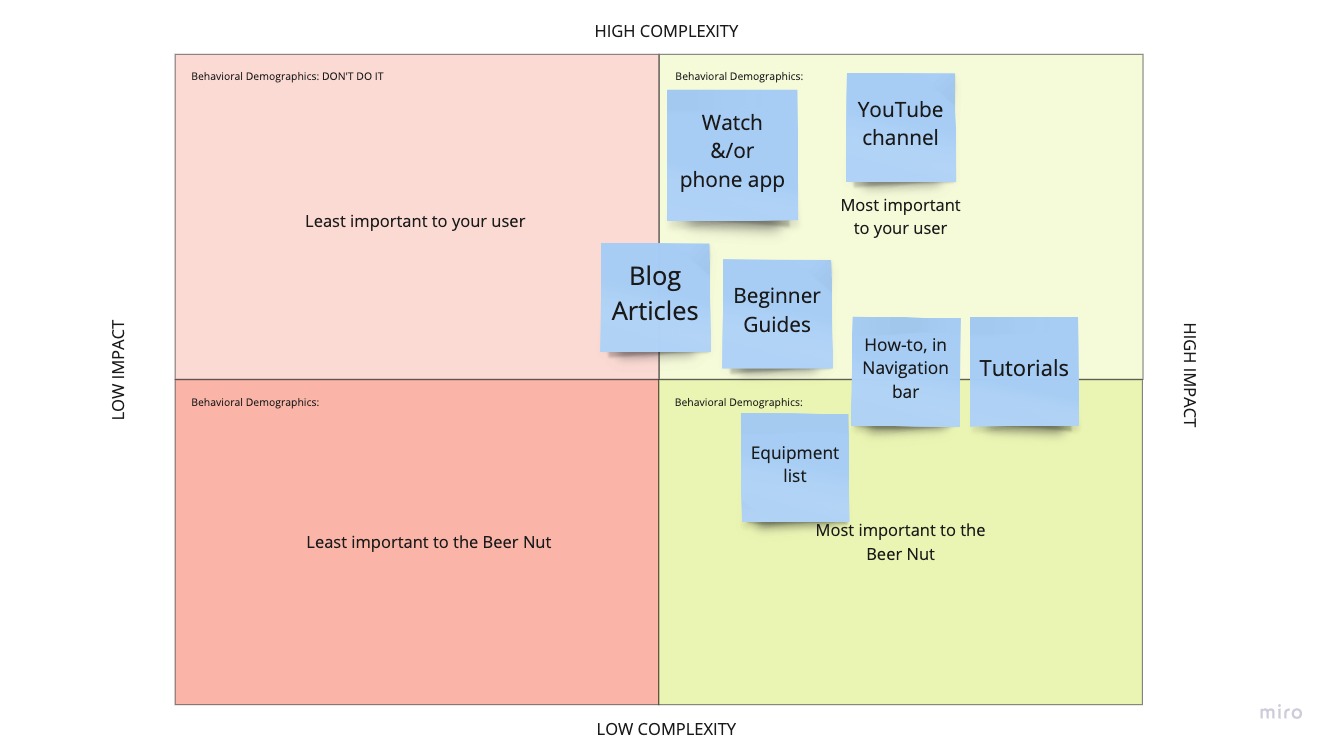 HIGH COMPLEXITY
Behavioral Demographics: DON'T DO IT
Least important to your user
Behavioral Demographics:
Watch
&/or
phone app
YouTube
channel
Most important
to your user
Blog
Articles
Beginner
Guides
How-to, in
Navigation
bar
Tutorials
LOW IMPACT
HIGH IMPACT
Behavioral Demographics:
Least important to the Beer Nut
Behavioral Demographics:
Equipment
list
Most important to the
Beer Nut
LOW COMPLEXITY
miro